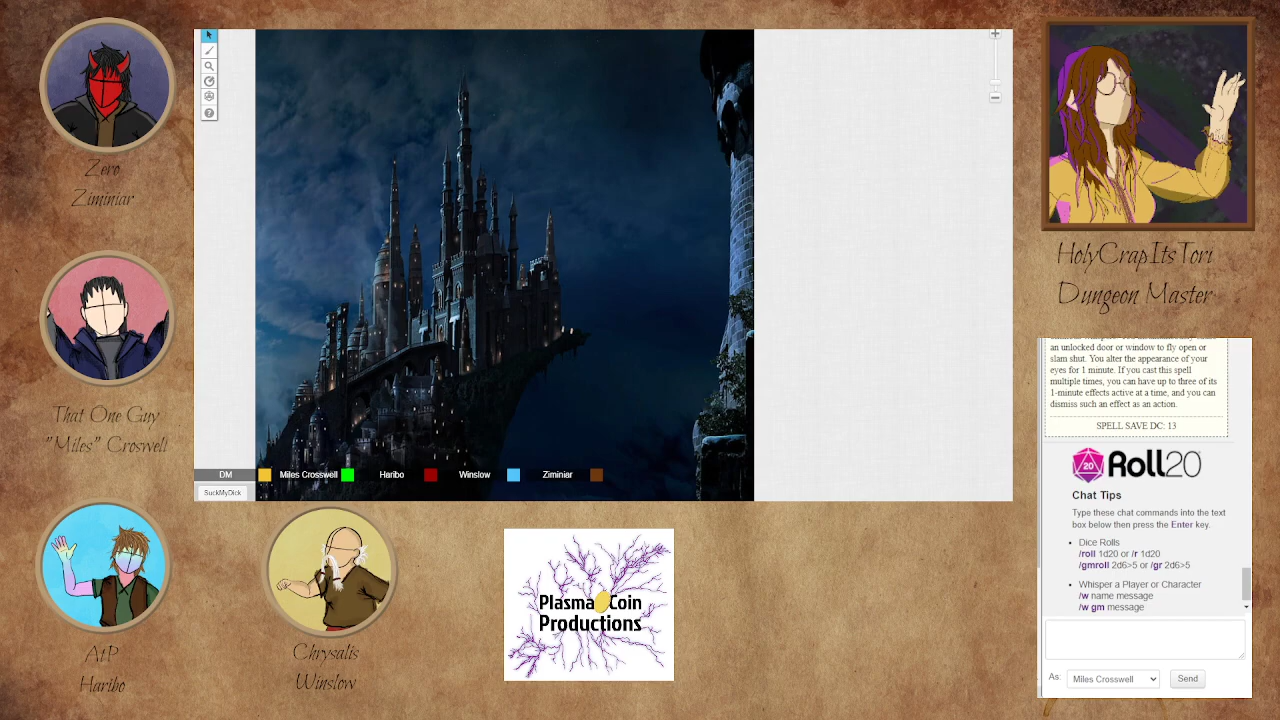 Zero
Ziminiar
That One Guy
"Miles" Croswell
AtP
Haribo
Chrysalis
Winslow
DM
Miles Crosswell
Haribo
Winslow
Ziminiar
SuckMyDick
Plasma Coin
Productions
HolyCrapItsTori
Dungeon Master
an unlocked door or window to fly open or
slam shut. You alter the appearance of your
eyes for 1 minute. If you cast this spell
multiple times, you can have up to three of its
1-minute effects active at a time, and you can
dismiss such an effect as an action.
SPELL SAVE DC: 13
20
Roll20
Chat Tips
Type these chat commands into the text
box below then press the Enter key.
• Dice Rolls
/roll 1d20 or /r 1d20
/gmroll 2d6>5 or /gr 2d6>5
• Whisper a Player or Character
/w name message
/w gm message
As:
Miles Crosswell
Send